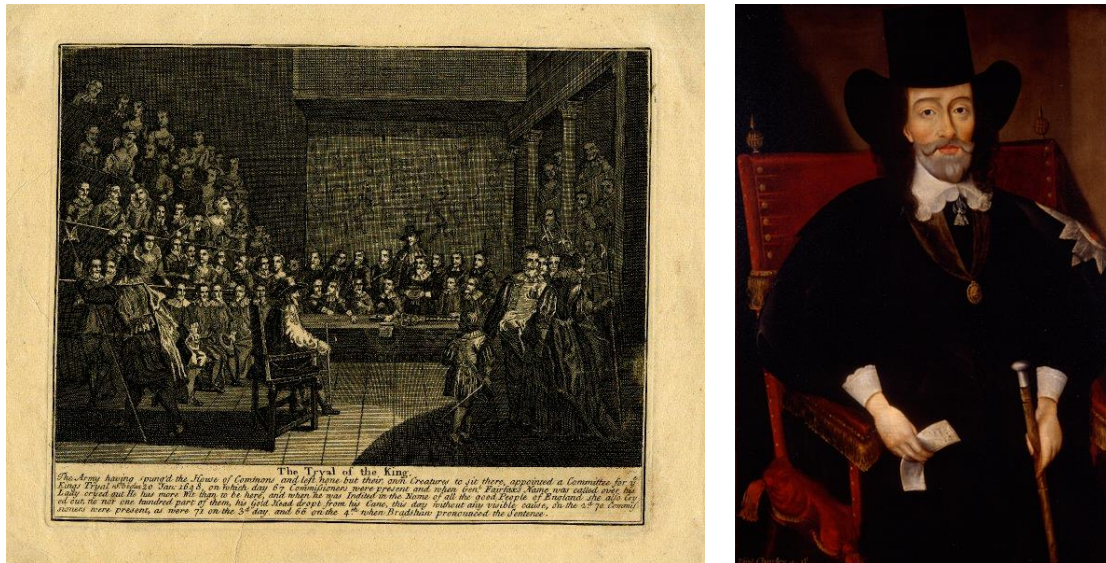 The Tryal of the King.
The Army having purg'd the House of Commons and left none but their own Creatures to sit there, appointed a Committee for yͤ
Kings Tryal 20 Jan: 1648, on which day 67 Commissioners were present and when Genˡ Fairfaxs Name was called over his
Lady cryed out He has more Wit than to be here, and when he was Indited in the Name of all the good People of England she also cry
ed out no nor one hundred part of them, his Gold Head dropt from his Cane, this day without any visible cause, on the 2ᵈ 70 Commis-
sioners were present, as were 71 on the 3ᵈ day, and 66 on the 4ᵗʰ when Bradshaw pronounced the Sentence.